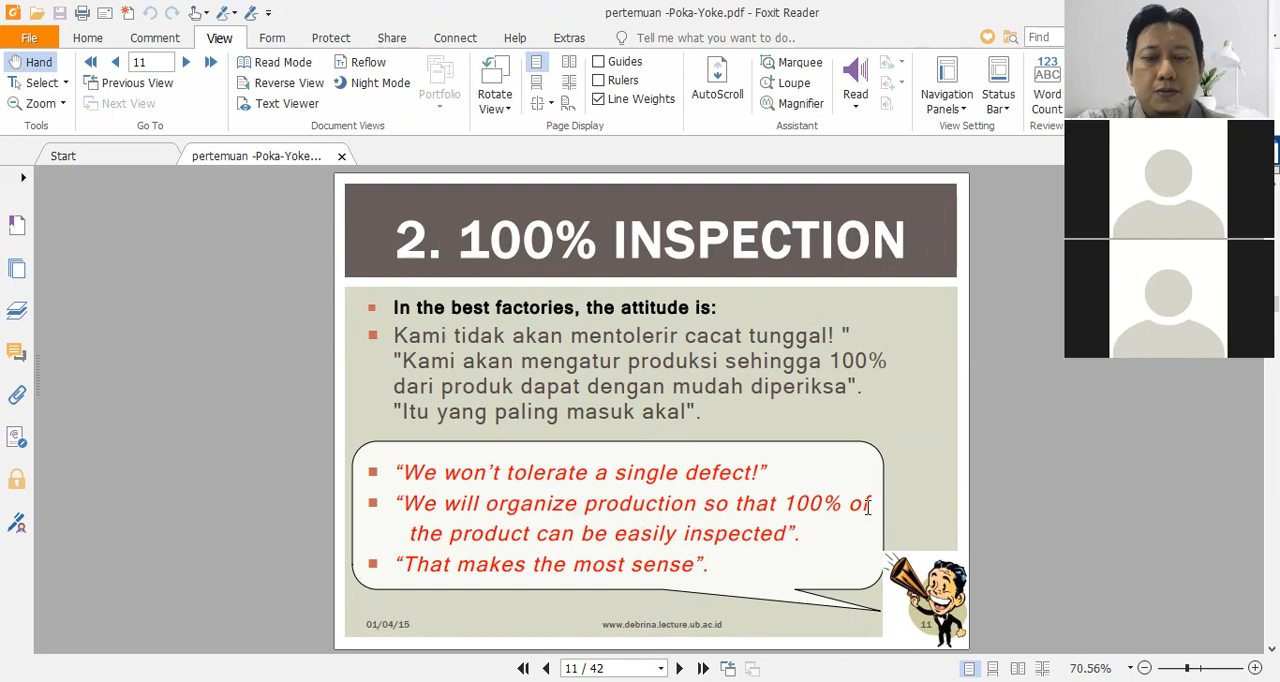 pertemuan -Poka-Yoke.pdf - Foxit Reader
File Home Comment View Form Protect Share Connect Help Extras Tell me what you want to do.. Find
Hand 11 Read Mode Reflow Guides Marquee
Select Previous View Reverse View Night Mode Rulers Loupe
Zoom Next View Text Viewer Portfolio Rotate View Line Weights AutoScroll Magnifier Read Navigation Panels Status Bar 123 ABC Word Count
Tools Go To Document Views Page Display Assistant View Setting Review
Start pertemuan -Poka-Yoke...
2. 100% INSPECTION
In the best factories, the attitude is:
Kami tidak akan mentolerir cacat tunggal! "
"Kami akan mengatur produksi sehingga 100%
dari produk dapat dengan mudah diperiksa".
"Itu yang paling masuk akal".
“We won’t tolerate a single defect!”
“We will organize production so that 100% of
the product can be easily inspected”.
“That makes the most sense”.
01/04/15 www.debrina.lecture.ub.ac.id 11
11 / 42 70.56%